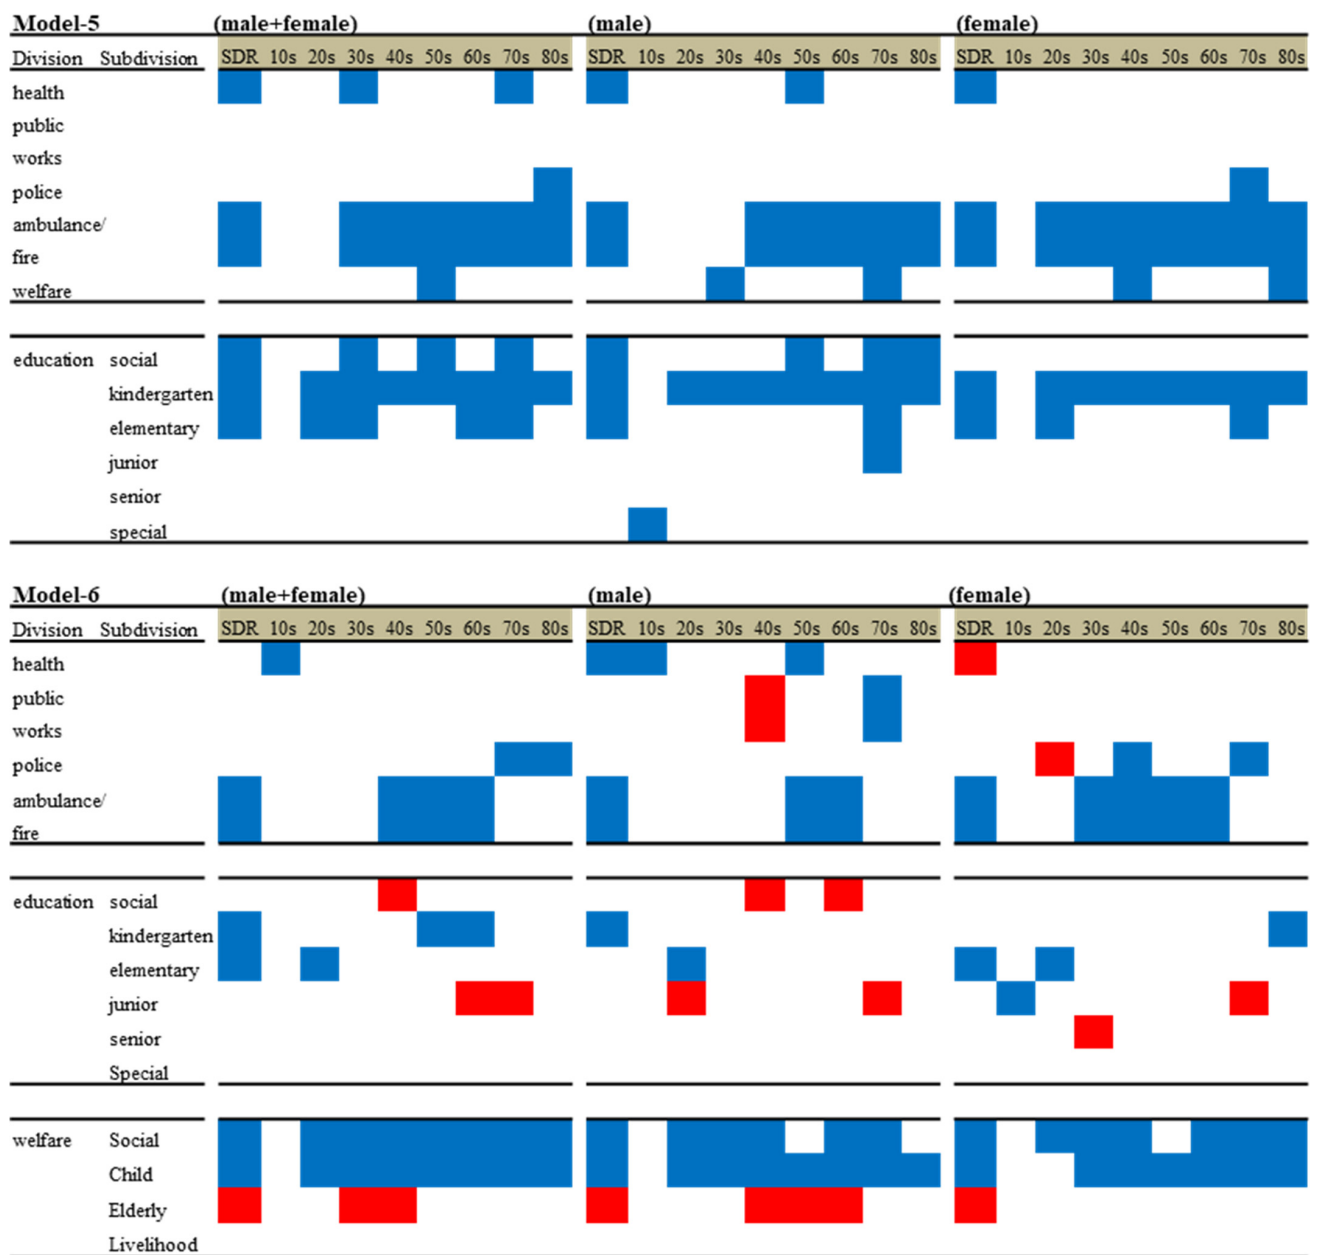 Model-5 (male+female) (male) (female)
Division Subdivision SDR 10s 20s 30s 40s 50s 60s 70s 80s SDR 10s 20s 30s 40s 50s 60s 70s 80s SDR 10s 20s 30s 40s 50s 60s 70s 80s
health
public
works
police
ambulance/
fire
welfare
education social
kindergarten
elementary
junior
senior
special
Model-6 (male+female) (male) (female)
Division Subdivision SDR 10s 20s 30s 40s 50s 60s 70s 80s SDR 10s 20s 30s 40s 50s 60s 70s 80s SDR 10s 20s 30s 40s 50s 60s 70s 80s
health
public
works
police
ambulance/
fire
education social
kindergarten
elementary
junior
senior
Special
welfare Social
Child
Elderly
Livelihood